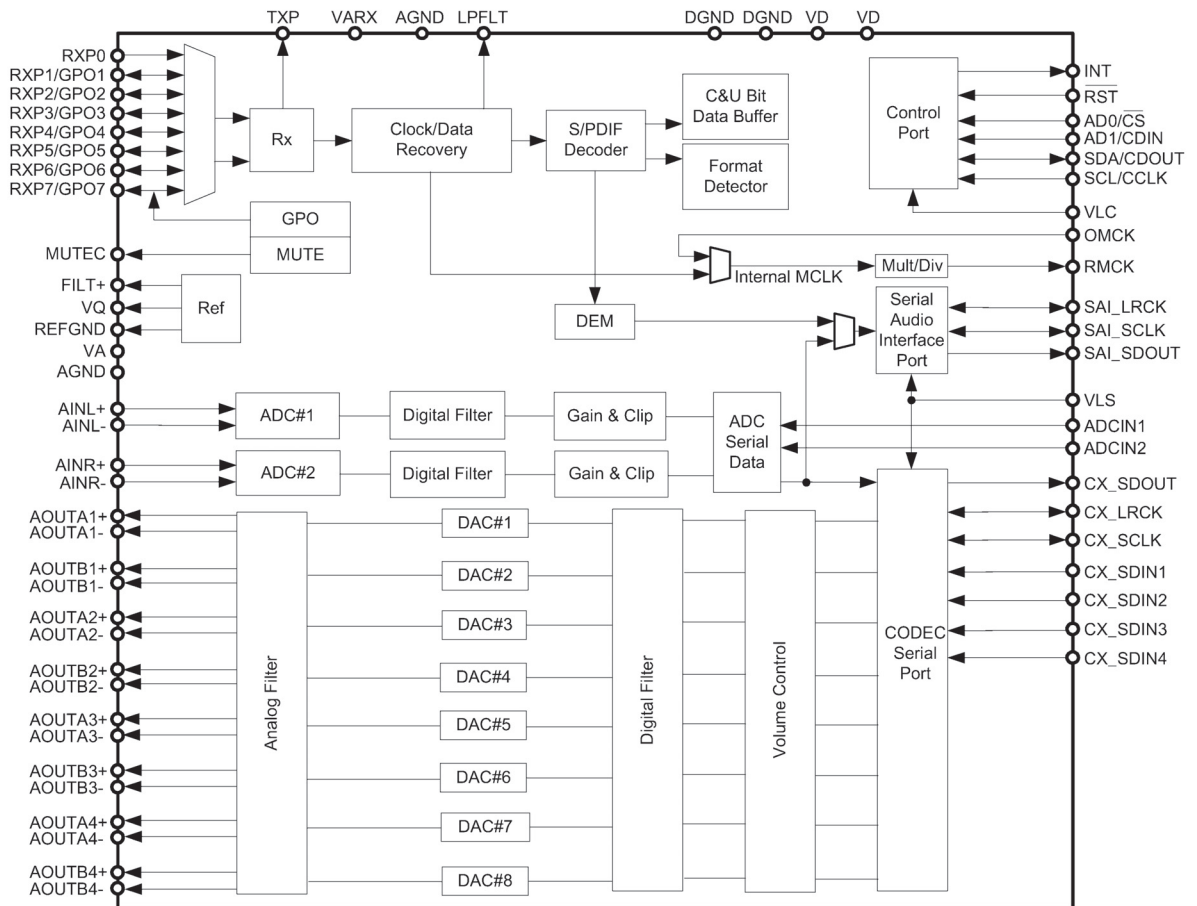 TXP
VARX
AGND
LPFLT
DGND
DGND
VD
VD
RXP0
RXP1/GPO1
RXP2/GPO2
RXP3/GPO3
RXP4/GPO4
RXP5/GPO5
RXP6/GPO6
RXP7/GPO7
MUTEC
FILT+
VQ
REFGND
VA
AGND
AINL+
AINL-
AINR+
AINR-
AOUTA1+
AOUTA1-
AOUTB1+
AOUTB1-
AOUTA2+
AOUTA2-
AOUTB2+
AOUTB2-
AOUTA3+
AOUTA3-
AOUTB3+
AOUTB3-
AOUTA4+
AOUTA4-
AOUTB4+
AOUTB4-
Rx
Clock/Data
Recovery
S/PDIF
Decoder
C&U Bit
Data Buffer
Format
Detector
Control
Port
GPO
MUTE
Ref
Internal MCLK
Mult/Div
DEM
Serial
Audio
Interface
Port
ADC#1
Digital Filter
Gain & Clip
ADC#2
Digital Filter
Gain & Clip
ADC
Serial
Data
Analog Filter
DAC#1
DAC#2
DAC#3
DAC#4
DAC#5
DAC#6
DAC#7
DAC#8
Digital Filter
Volume Control
CODEC
Serial
Port
INT
RST
AD0/CS
AD1/CDIN
SDA/CDOUT
SCL/CCLK
VLC
OMCK
RMCK
SAI_LRCK
SAI_SCLK
SAI_SDOUT
VLS
ADCIN1
ADCIN2
CX_SDOUT
CX_LRCK
CX_SCLK
CX_SDIN1
CX_SDIN2
CX_SDIN3
CX_SDIN4